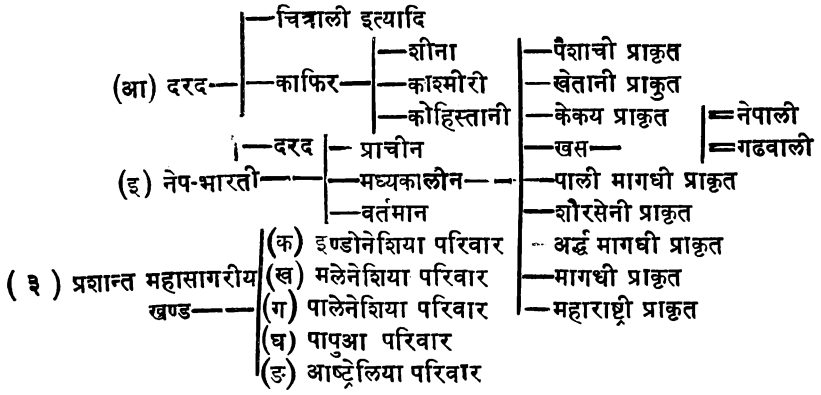 चित्राली इत्यादि
(आ) दरद काफिर शीना पैशाची प्राकृत
काश्मीरी खेतानी प्राकुत
कोहिस्तानी केकय प्राकृत नेपाली
दरद प्राचीन खस गढवाली
(इ) नेप-भारती मध्यकालीन पाली मागधी प्राकृत
वर्तमान शौरसेनी प्राकृत
(क) इण्डोनेशिया परिवार अर्द्ध मागधी प्राकृत
(३) प्रशान्त महासागरीय (ख) मलेनेशिया परिवार मागधी प्राकृत
खण्ड (ग) पालेनेशिया परिवार महाराष्ट्री प्राकृत
(घ) पापुआ परिवार
(ङ) आष्ट्रेलिया परिवार